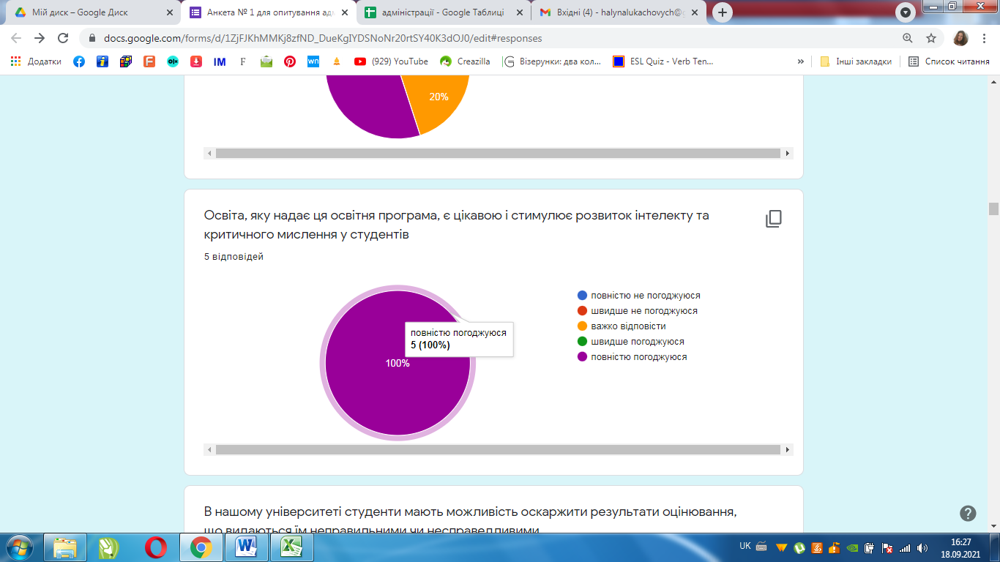 Мій диск – Google Диск
Анкета № 1 для опитування ад
адміністрації - Google Таблиці
Вхідні (4) - halynalukachovych@
docs.google.com/forms/d/1ZjFJKhMMKj8zfND_DueKgIYDSNoNr20rtSY40K3dOJ0/edit#responses
Додатки
IM
F
wn
(929) YouTube
Creazilla
Візерунки: два кол...
ESL Quiz - Verb Ten...
»
Інші закладки
Список читання
20%
Освіта, яку надає ця освітня програма, є цікавою і стимулює розвиток інтелекту та
критичного мислення у студентів
5 відповідей
повністю не погоджуюся
швидше не погоджуюся
важко відповісти
швидше погоджуюся
повністю погоджуюся
повністю погоджуюся
5 (100%)
100%
В нашому університеті студенти мають можливість оскаржити результати оцінювання,
що видаються їм неправильними чи несправедливими
UK
16:27
18.09.2021